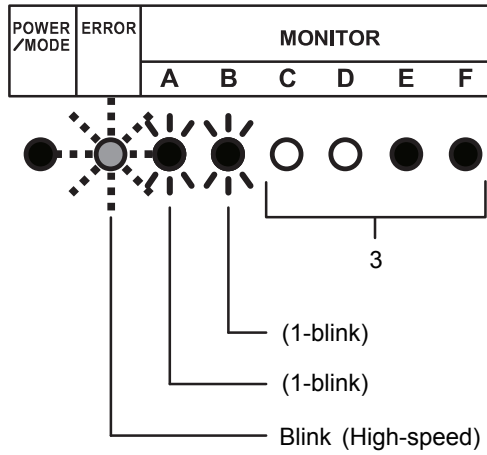 POWER
/MODE
ERROR
MONITOR
A B C D E F
3
(1-blink)
(1-blink)
Blink (High-speed)